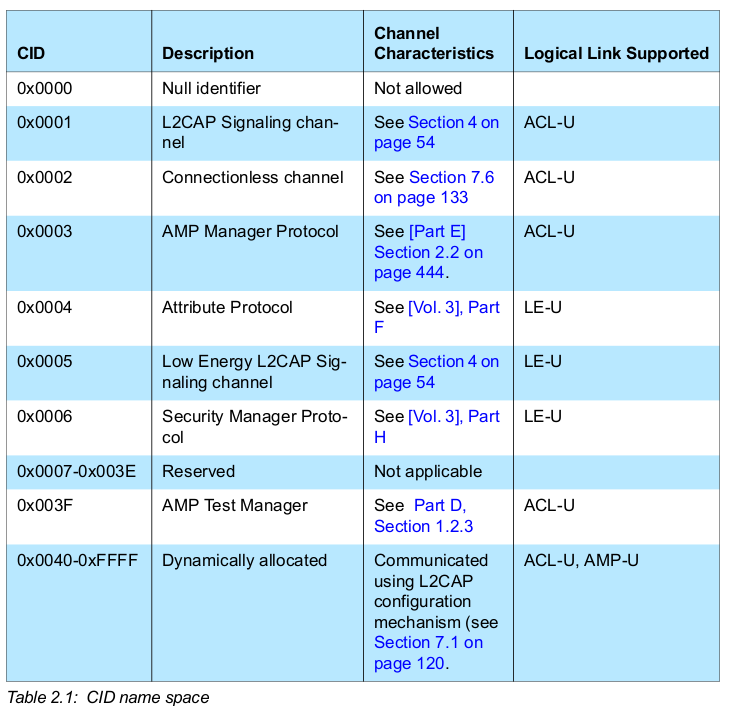 CID
Description
Channel
Characteristics
Logical Link Supported
0x0000
Null identifier
Not allowed
0x0001
L2CAP Signaling chan-
nel
See Section 4 on
page 54
ACL-U
0x0002
Connectionless channel
See Section 7.6
on page 133
ACL-U
0x0003
AMP Manager Protocol
See [Part E]
Section 2.2 on
page 444.
ACL-U
0x0004
Attribute Protocol
See [Vol. 3], Part
F
LE-U
0x0005
Low Energy L2CAP Sig-
naling channel
See Section 4 on
page 54
LE-U
0x0006
Security Manager Proto-
col
See [Vol. 3], Part
H
LE-U
0x0007-0x003E
Reserved
Not applicable
0x003F
AMP Test Manager
See Part D,
Section 1.2.3
ACL-U
0x0040-0xFFFF
Dynamically allocated
Communicated
using L2CAP
configuration
mechanism (see
Section 7.1 on
page 120.
ACL-U, AMP-U
Table 2.1: CID name space